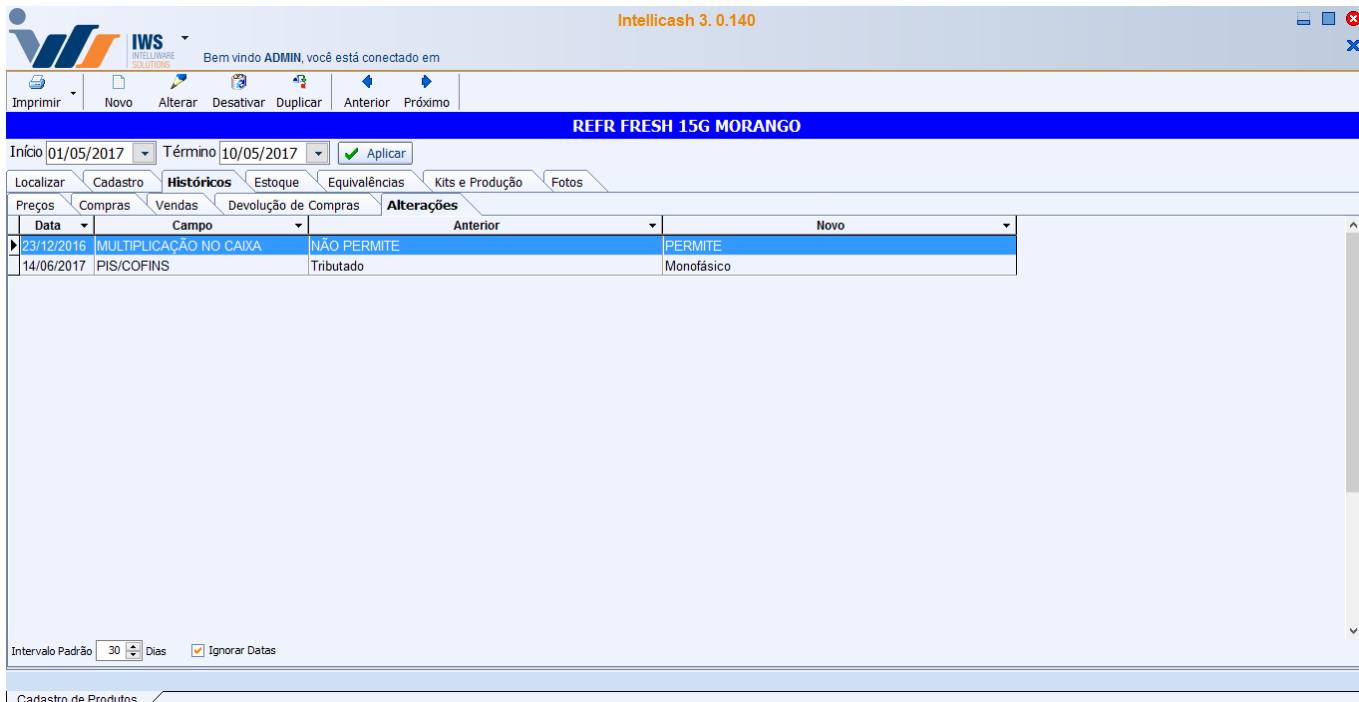 Intellicash 3. 0.140
IWS
INTELLIWARE
SOLUTIONS
Bem vindo ADMIN, você está conectado em
Imprimir Novo Alterar Desativar Duplicar Anterior Próximo
REFR FRESH 15G MORANGO
Início 01/05/2017 Término 10/05/2017 Aplicar
Localizar Cadastro Históricos Estoque Equivalências Kits e Produção Fotos
Preços Compras Vendas Devolução de Compras Alterações
Data Campo Anterior Novo
23/12/2016 MULTIPLICAÇÃO NO CAIXA NÃO PERMITE PERMITE
14/06/2017 PIS/COFINS Tributado Monofásico
Intervalo Padrão 30 Dias Ignorar Datas
Cadastro de Produtos